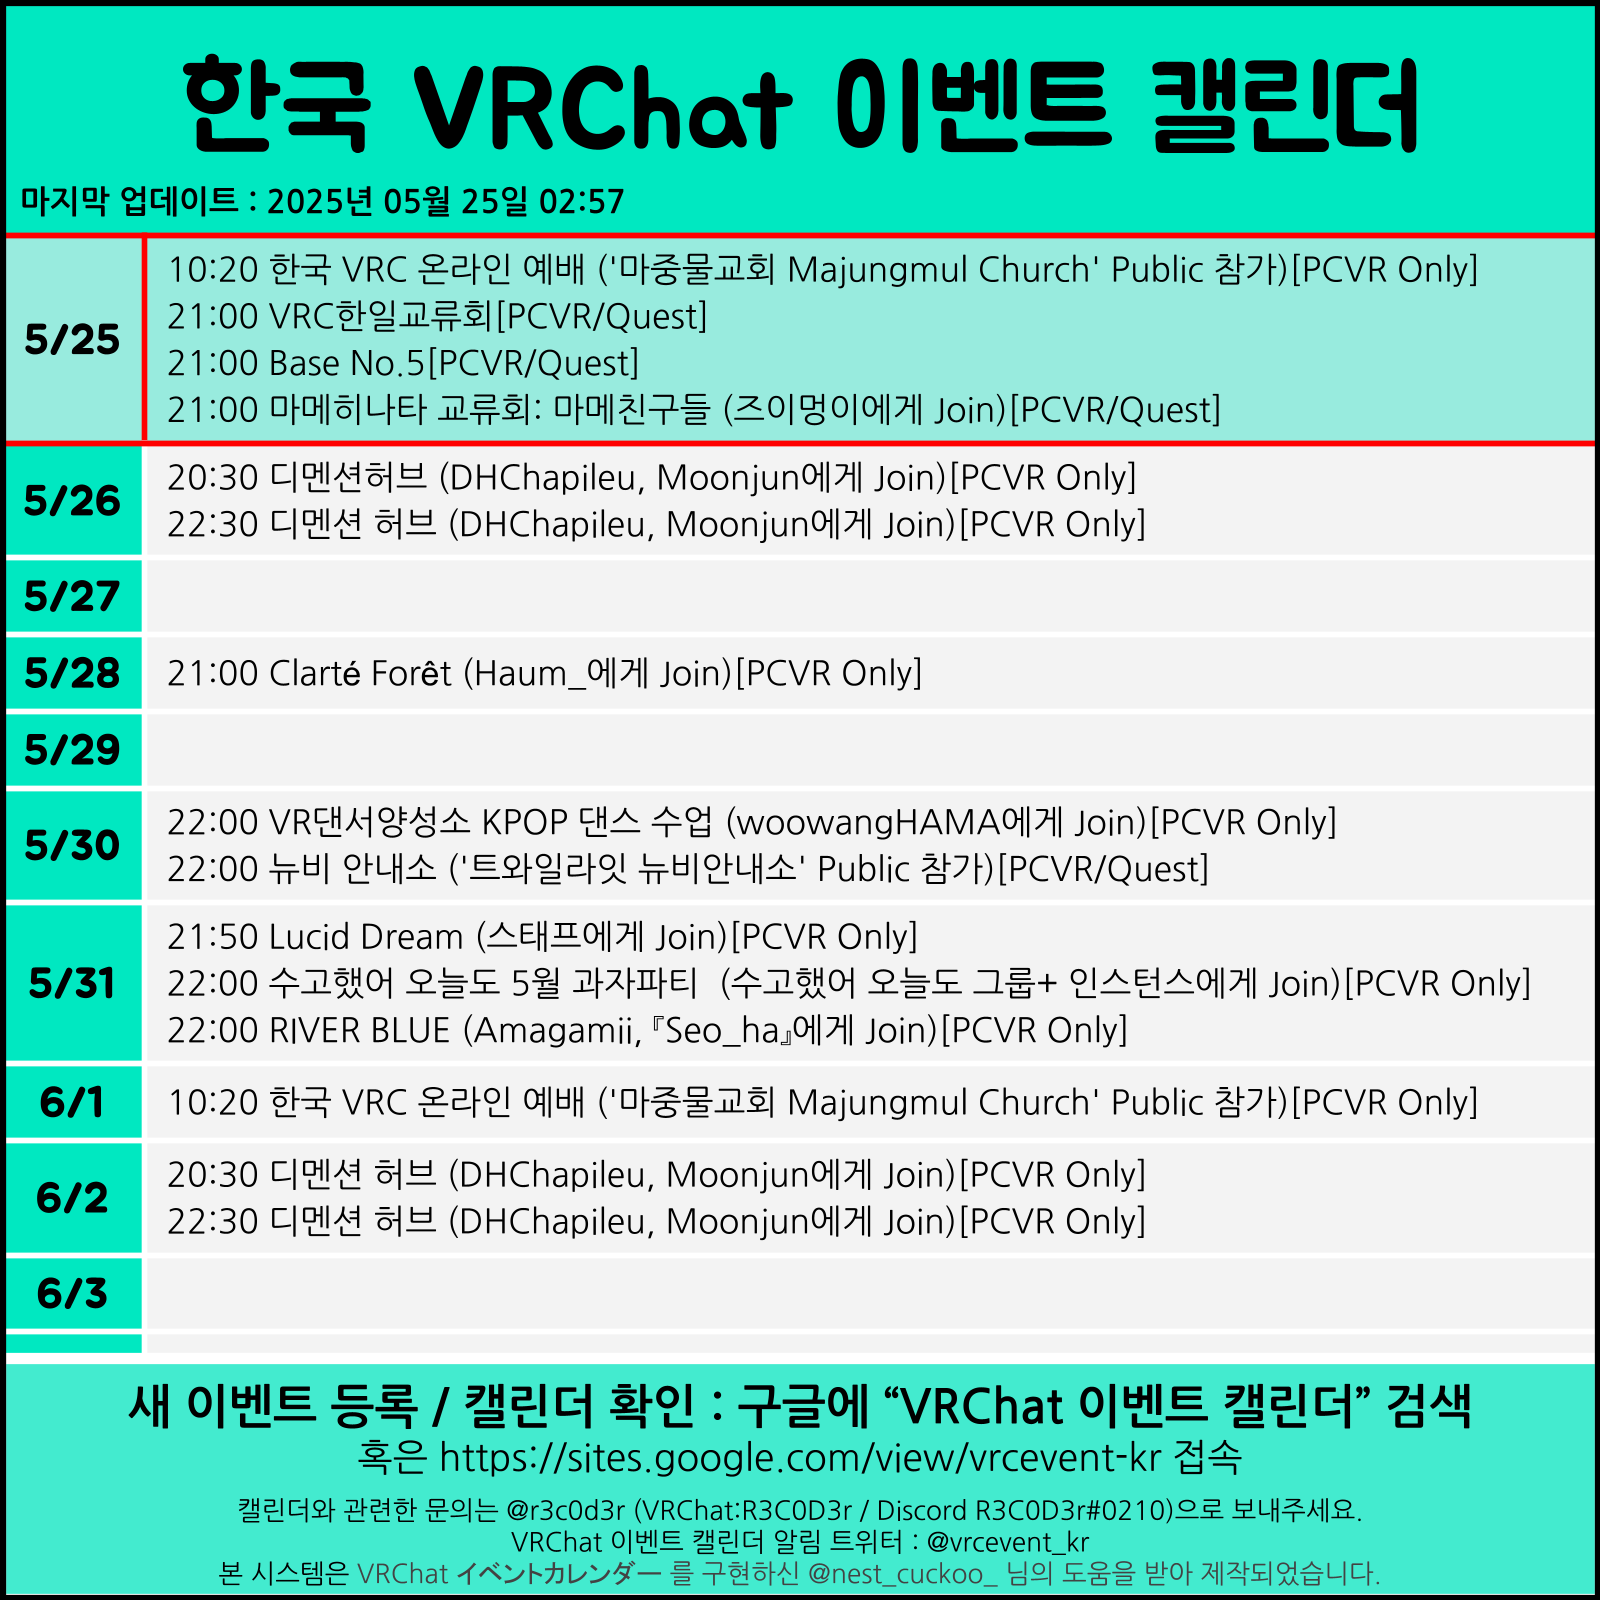 한국 VRChat 이벤트 캘린더
마지막 업데이트 : 2025년 05월 25일 02:57
5/25
10:20 한국 VRC 온라인 예배 ('마중물교회 Majungmul Church' Public 참가)[PCVR Only]
21:00 VRC한일교류회[PCVR/Quest]
21:00 Base No.5[PCVR/Quest]
21:00 마메히나타 교류회: 마메친구들 (즈이멍이에게 Join)[PCVR/Quest]
5/26
20:30 디멘션허브 (DHChapileu, Moonjun에게 Join)[PCVR Only]
22:30 디멘션 허브 (DHChapileu, Moonjun에게 Join)[PCVR Only]
5/27
5/28
21:00 Clarté Forêt (Haum_에게 Join)[PCVR Only]
5/29
5/30
22:00 VR댄서양성소 KPOP 댄스 수업 (woowangHAMA에게 Join)[PCVR Only]
22:00 뉴비 안내소 ('트와일라잇 뉴비안내소' Public 참가)[PCVR/Quest]
5/31
21:50 Lucid Dream (스태프에게 Join)[PCVR Only]
22:00 수고했어 오늘도 5월 과자파티  (수고했어 오늘도 그룹+ 인스턴스에게 Join)[PCVR Only]
22:00 RIVER BLUE (Amagamii, 『Seo_ha』에게 Join)[PCVR Only]
6/1
10:20 한국 VRC 온라인 예배 ('마중물교회 Majungmul Church' Public 참가)[PCVR Only]
6/2
20:30 디멘션 허브 (DHChapileu, Moonjun에게 Join)[PCVR Only]
22:30 디멘션 허브 (DHChapileu, Moonjun에게 Join)[PCVR Only]
6/3
새 이벤트 등록 / 캘린더 확인 : 구글에 “VRChat 이벤트 캘린더” 검색
혹은 https://sites.google.com/view/vrcevent-kr 접속
캘린더와 관련한 문의는 @r3c0d3r (VRChat:R3C0D3r / Discord R3C0D3r#0210)으로 보내주세요.
VRChat 이벤트 캘린더 알림 트위터 : @vrcevent_kr
본 시스템은 VRChat イベントカレンダー 를 구현하신 @nest_cuckoo_ 님의 도움을 받아 제작되었습니다.